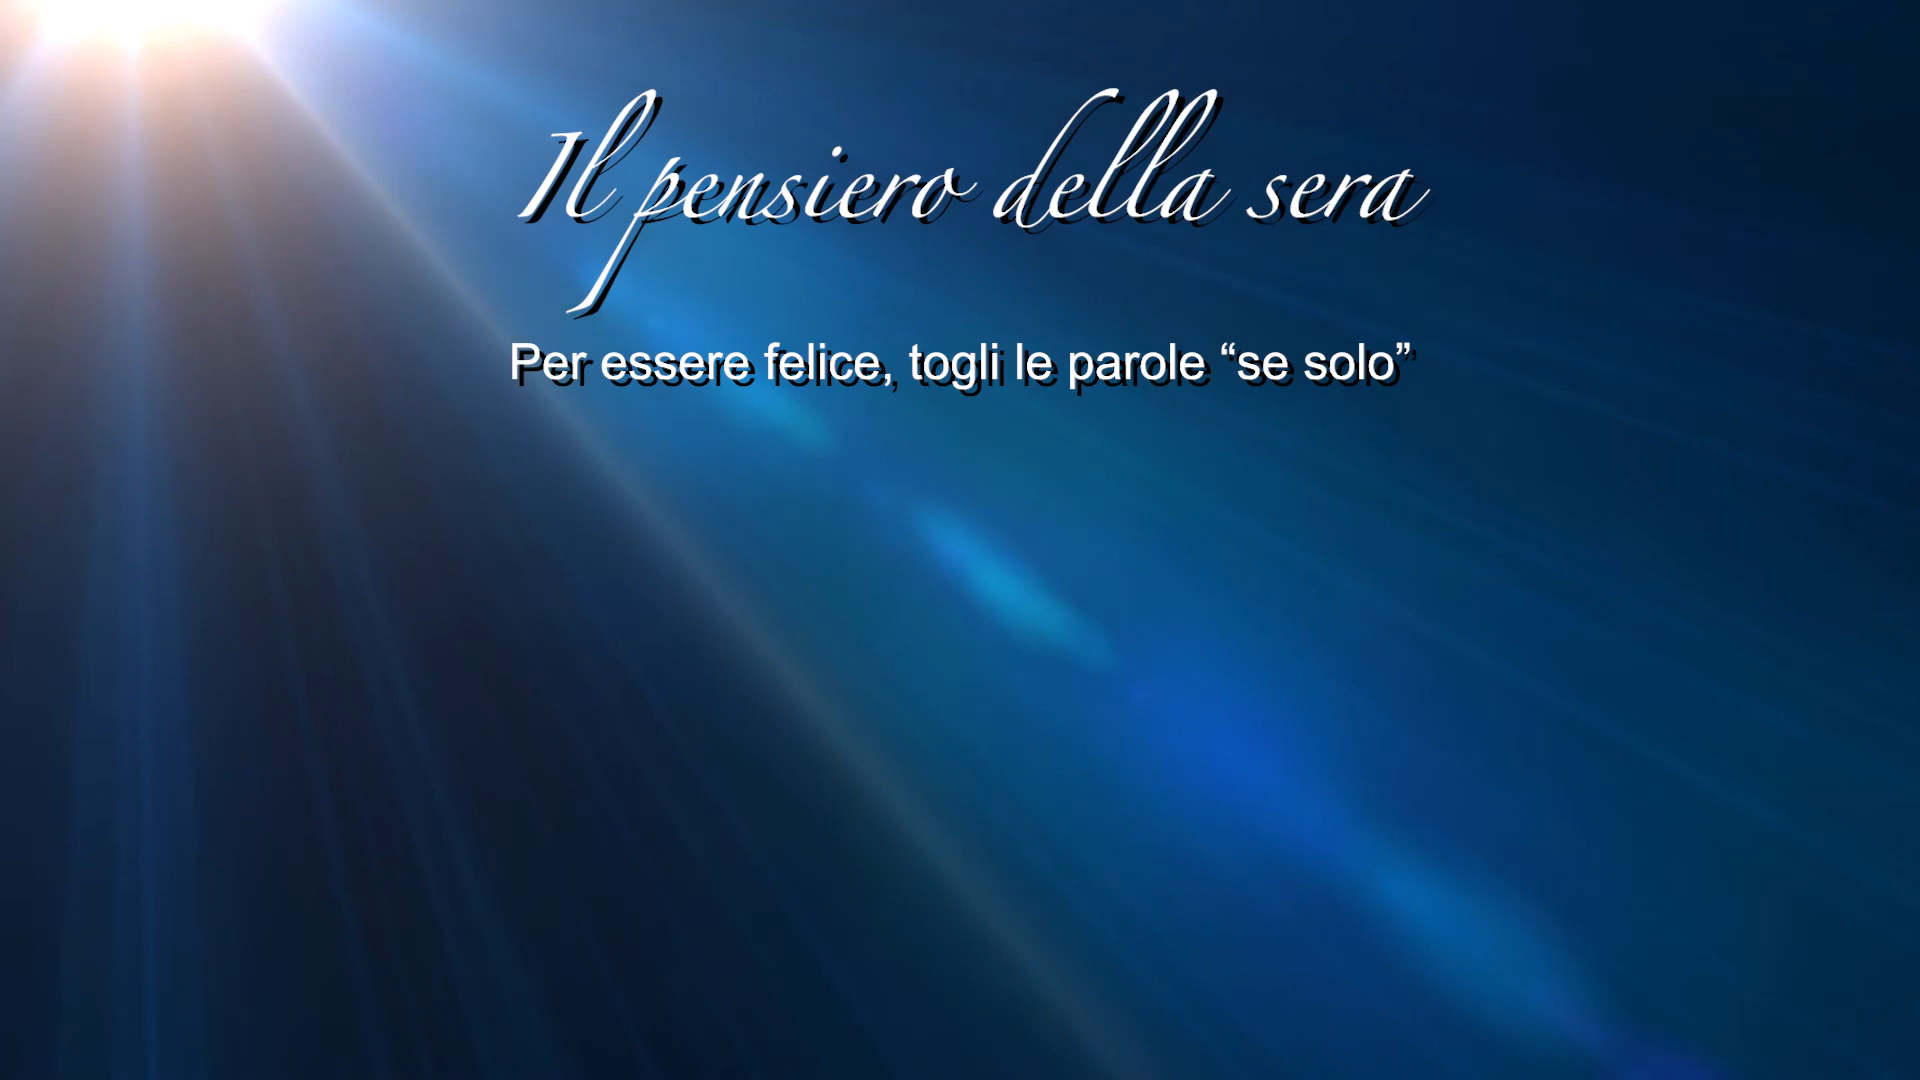 Il pensiero della sera
Per essere felice, togli le parole “se solo”